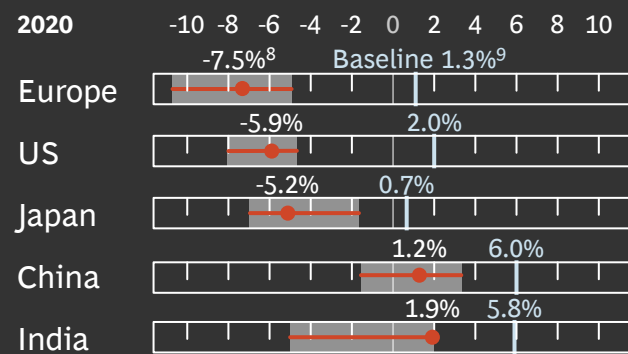 2020 -10 -8 -6 -4 -2 0 2 4 6 8 10
-7.5%⁸ Baseline 1.3%⁹
Europe
-5.9% 2.0%
US
-5.2% 0.7%
Japan
1.2% 6.0%
China
1.9% 5.8%
India